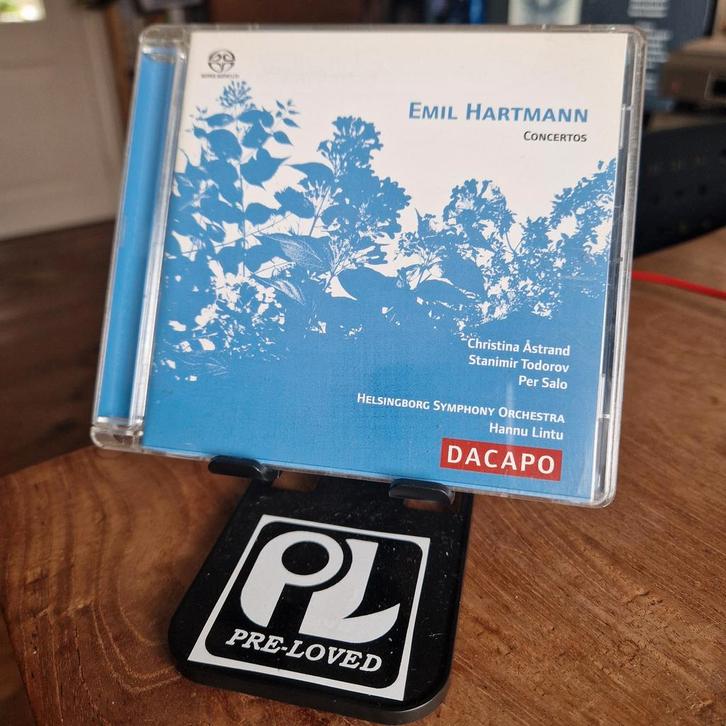 EMIL HARTMANN
CONCERTOS
Christina Åstrand
Stanimir Todorov
Per Salo
HELSINGBORG SYMPHONY ORCHESTRA
Hannu Lintu
DACAPO
PL
PRE-LOVED